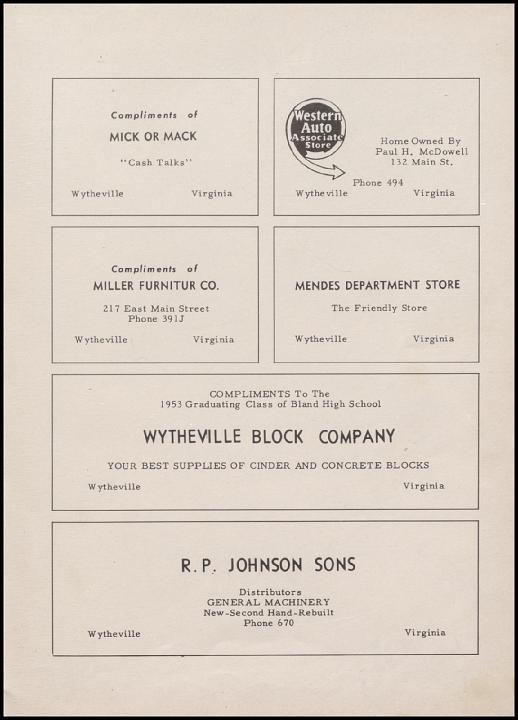 Compliments of
MICK OR MACK
"Cash Talks"
Wytheville Virginia
Western
Auto
Associate
Store
Home Owned By
Paul H. McDowell
132 Main St.
Phone 494
Wytheville Virginia
Compliments of
MILLER FURNITUR CO.
217 East Main Street
Phone 391J
Wytheville Virginia
MENDES DEPARTMENT STORE
The Friendly Store
Wytheville Virginia
COMPLIMENTS To The
1953 Graduating Class of Bland High School
WYTHEVILLE BLOCK COMPANY
YOUR BEST SUPPLIES OF CINDER AND CONCRETE BLOCKS
Wytheville Virginia
R. P. JOHNSON SONS
Distributors
GENERAL MACHINERY
New-Second Hand-Rebuilt
Phone 670
Wytheville Virginia